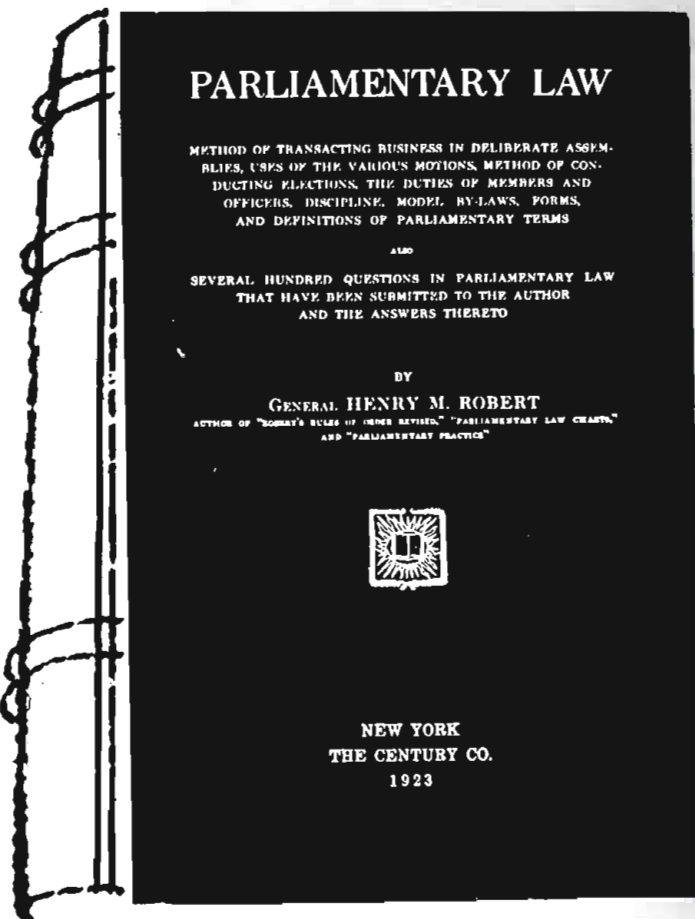 PARLIAMENTARY LAW
METHOD OF TRANSACTING BUSINESS IN DELIBERATE ASSEM-
BLIES, USES OF THE VARIOUS MOTIONS, METHOD OF CON-
DUCTING ELECTIONS, THE DUTIES OF MEMBERS AND
OFFICERS, DISCIPLINE, MODEL BY-LAWS, FORMS,
AND DEFINITIONS OF PARLIAMENTARY TERMS
ALSO
SEVERAL HUNDRED QUESTIONS IN PARLIAMENTARY LAW
THAT HAVE BEEN SUBMITTED TO THE AUTHOR
AND THE ANSWERS THERETO
BY
GENERAL HENRY M. ROBERT
AUTHOR OF "ROBERT'S RULES OF ORDER REVISED," "PARLIAMENTARY LAW CHARTS,"
AND "PARLIAMENTARY PRACTICE"
NEW YORK
THE CENTURY CO.
1923